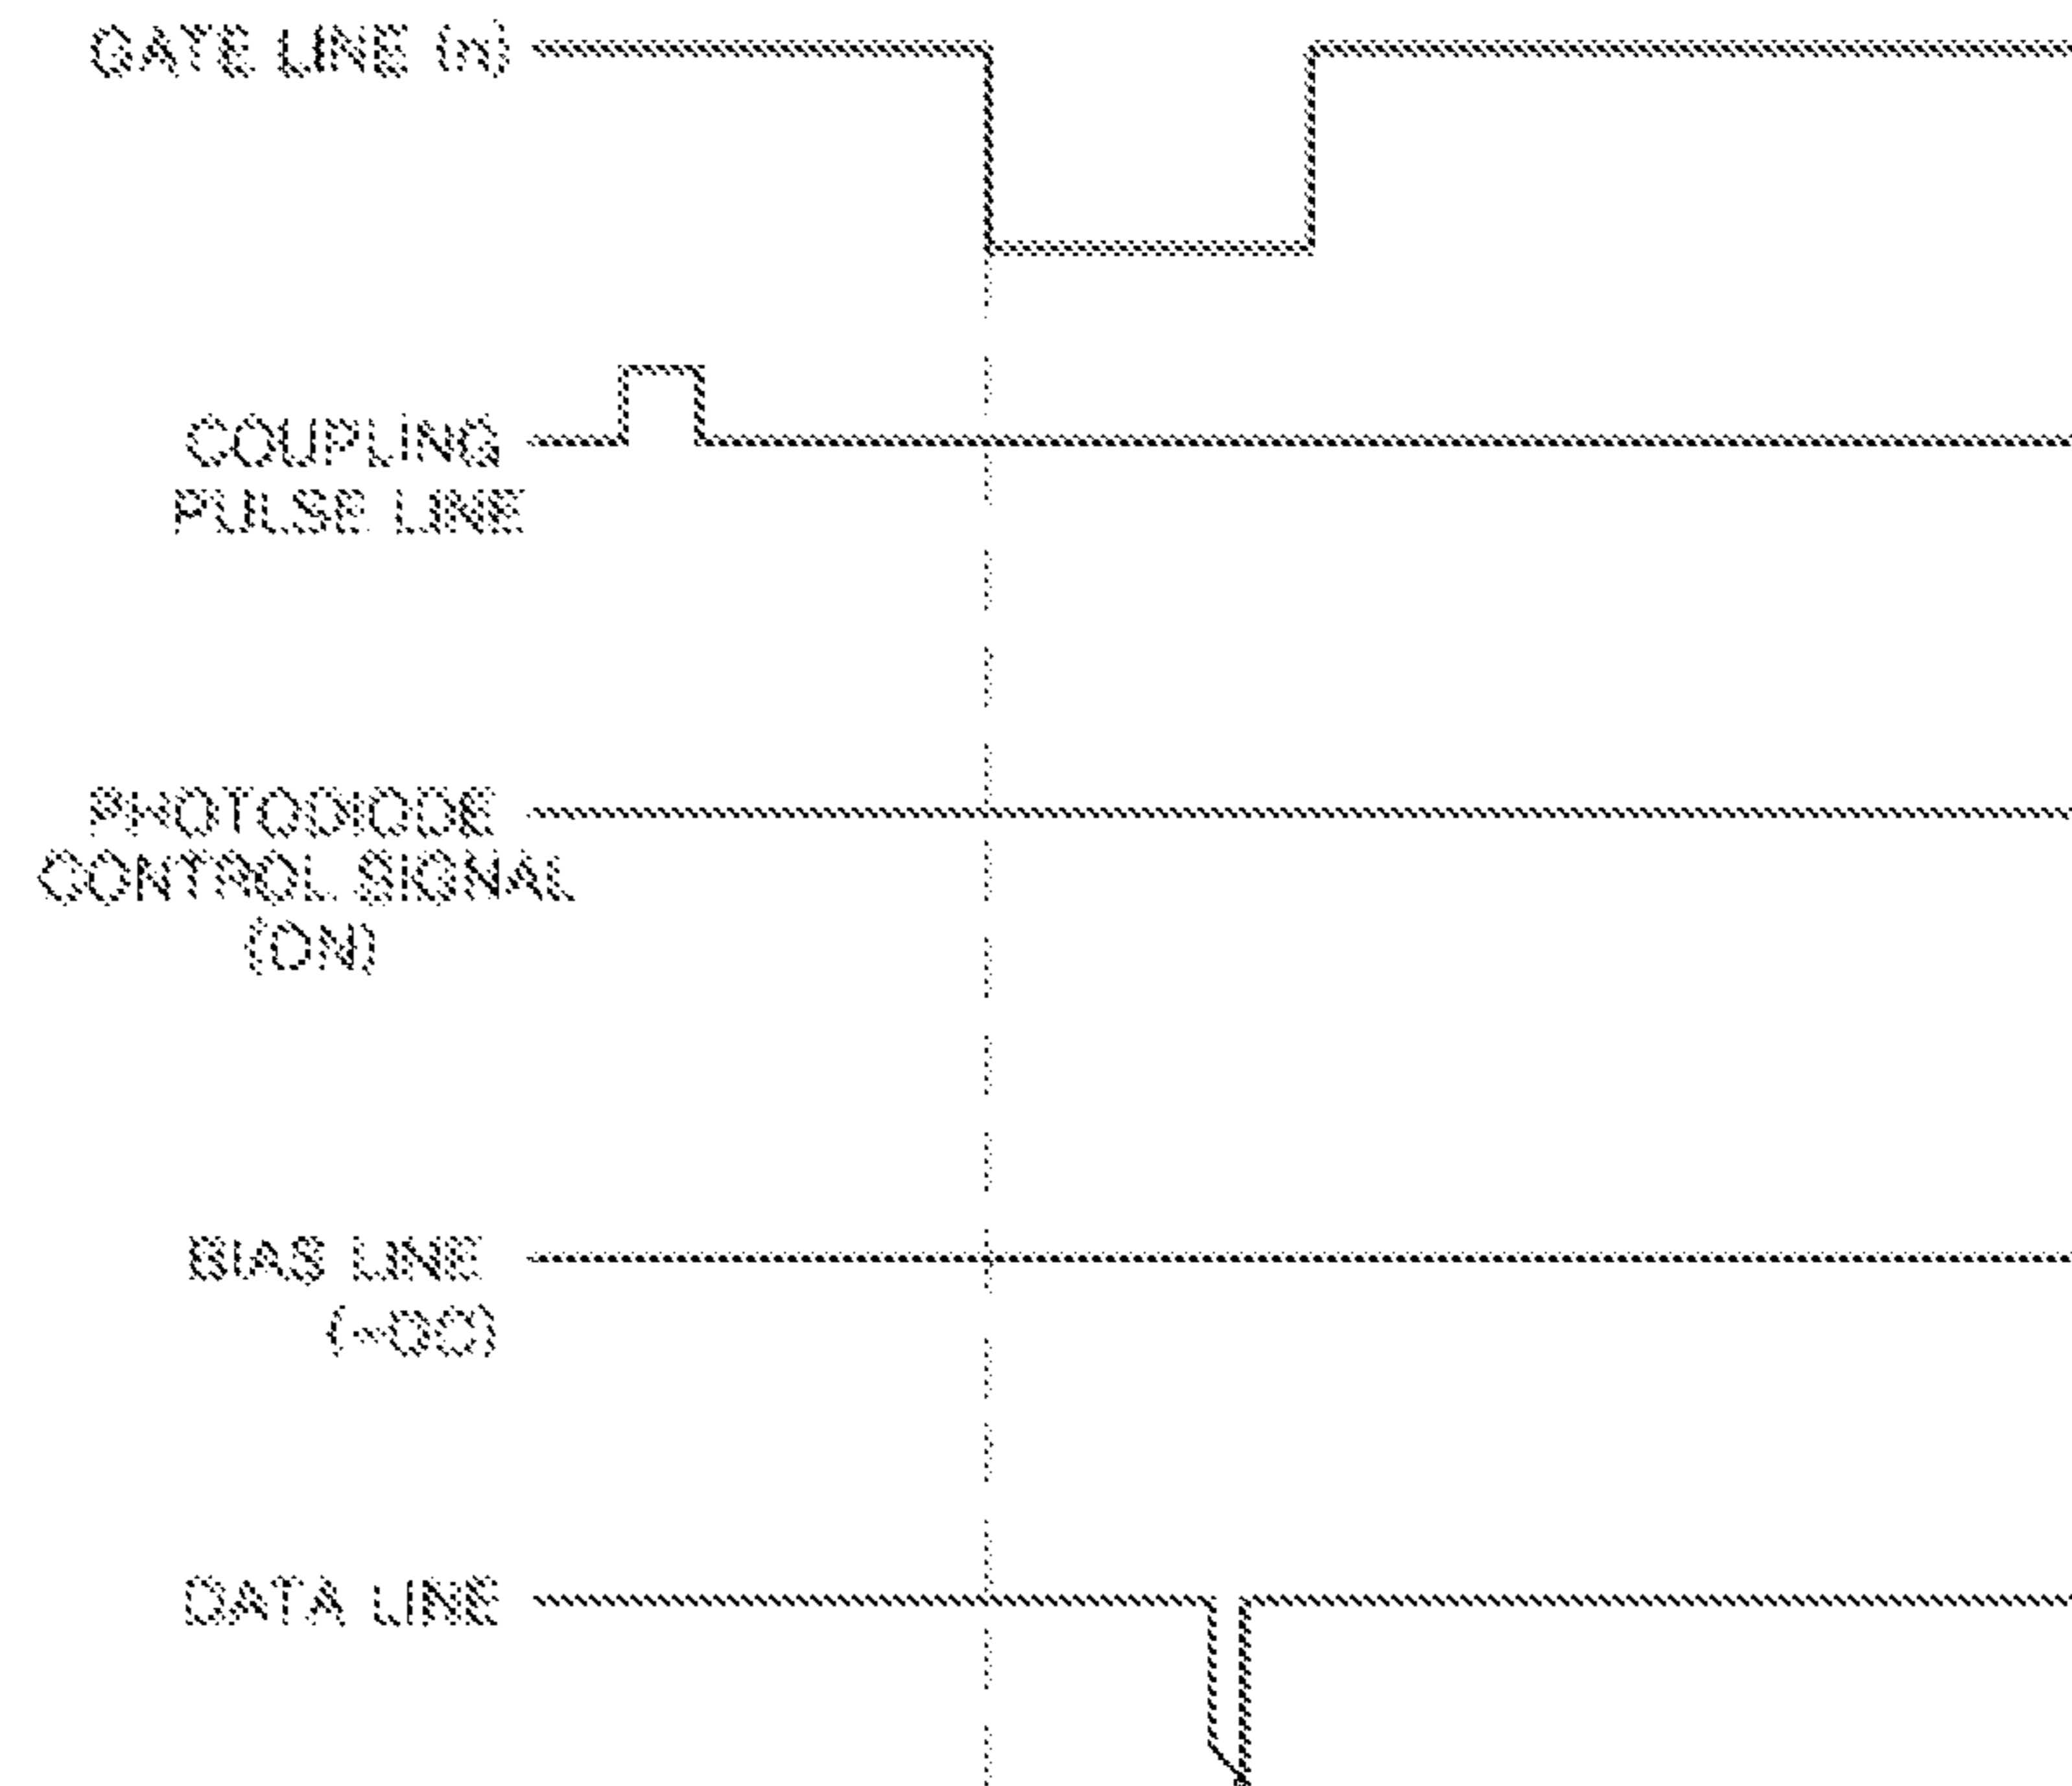 GATE LINE (n)
COUPLING
PULSE LINE
PHOTODIODE
CONTROL SIGNAL
(ON)
BIAS LINE
(~DC)
DATA LINE